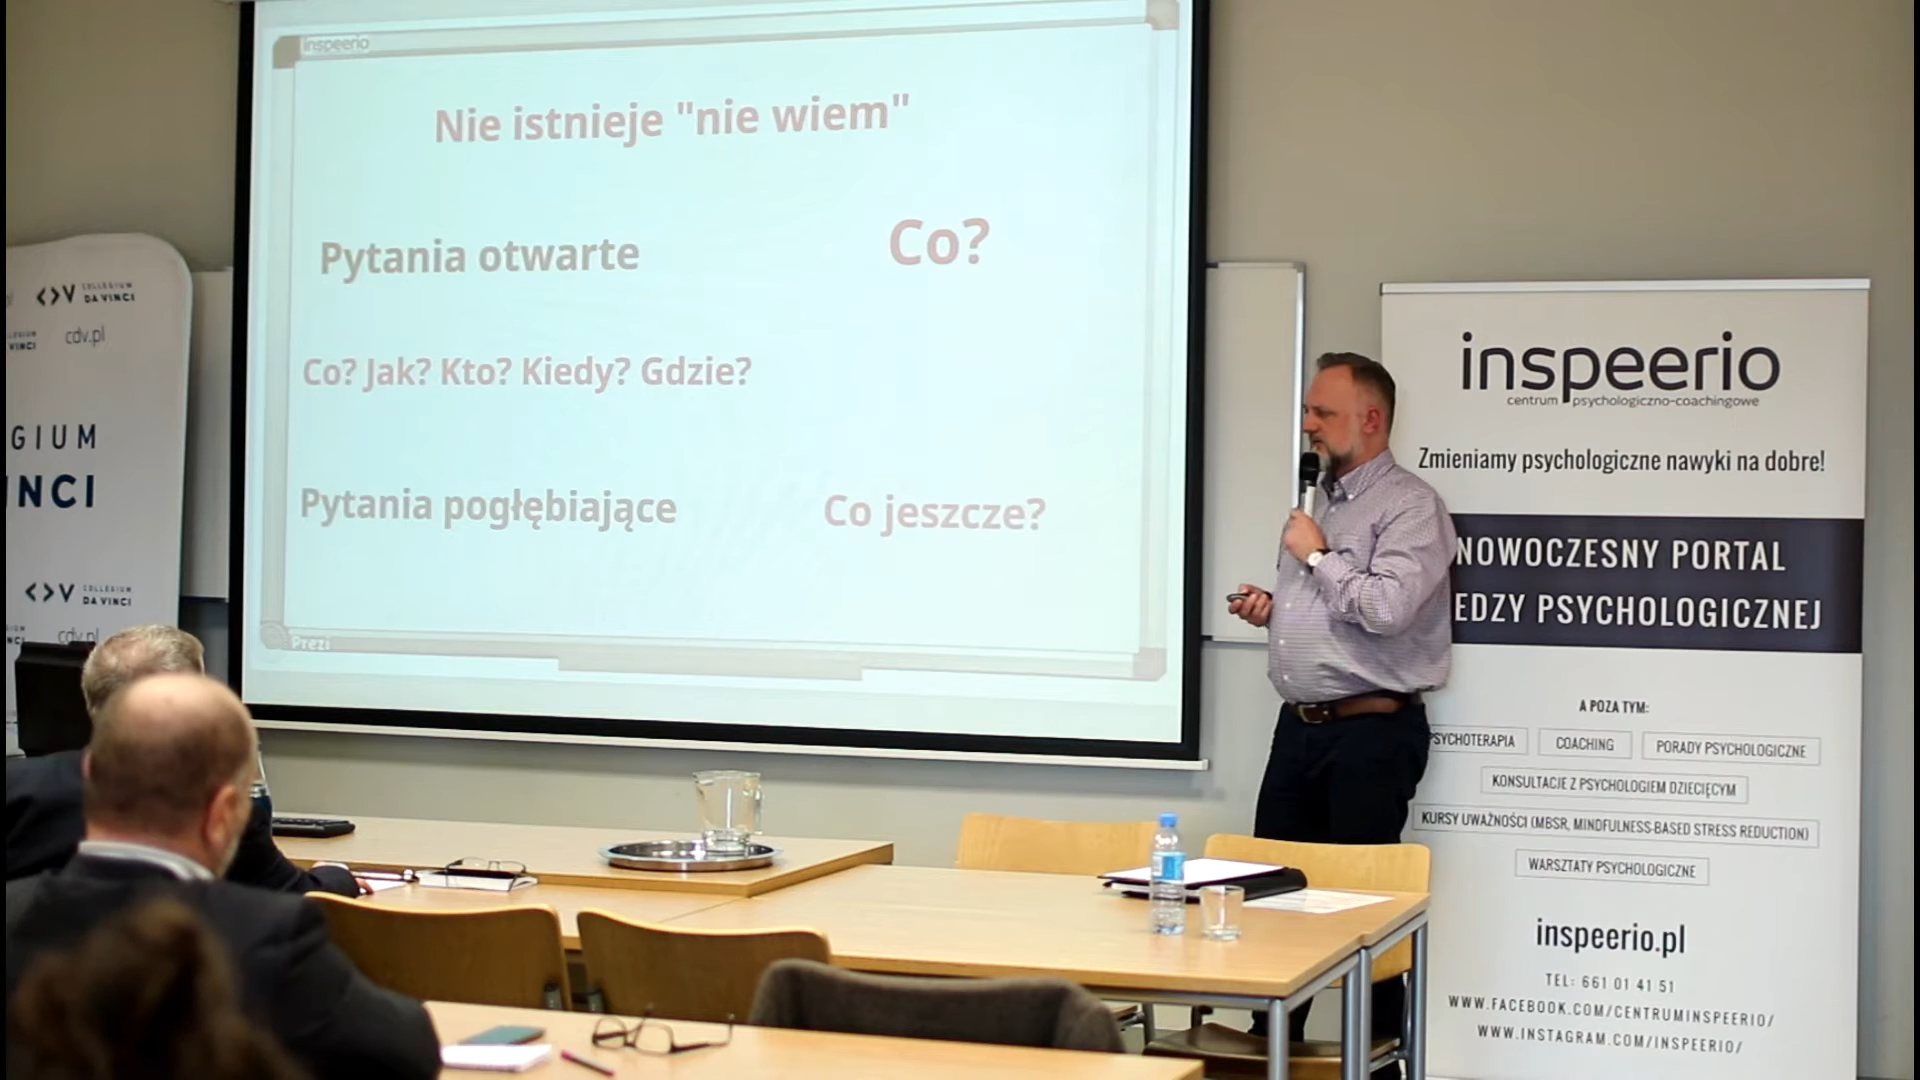 inspeerio
Nie istnieje "nie wiem"
Pytania otwarte
Co?
Co? Jak? Kto? Kiedy? Gdzie?
Pytania pogłębiające
Co jeszcze?
Prezi
COLLEGIUM
DA VINCI
cdv.pl
VINCI
GIUM
INCI
COLLEGIUM
DA VINCI
cdv.pl
inspeerio
centrum psychologiczno-coachingowe
Zmieniamy psychologiczne nawyki na dobre!
NOWOCZESNY PORTAL
EDZY PSYCHOLOGICZNEJ
A POZA TYM:
PSYCHOTERAPIA
COACHING
PORADY PSYCHOLOGICZNE
KONSULTACJE Z PSYCHOLOGIEM DZIECIĘCYM
KURSY UWAŻNOŚCI (MBSR, MINDFULNESS-BASED STRESS REDUCTION)
WARSZTATY PSYCHOLOGICZNE
inspeerio.pl
TEL: 661 01 41 51
WWW.FACEBOOK.COM/CENTRUMINSPEERIO/
WWW.INSTAGRAM.COM/INSPEERIO/